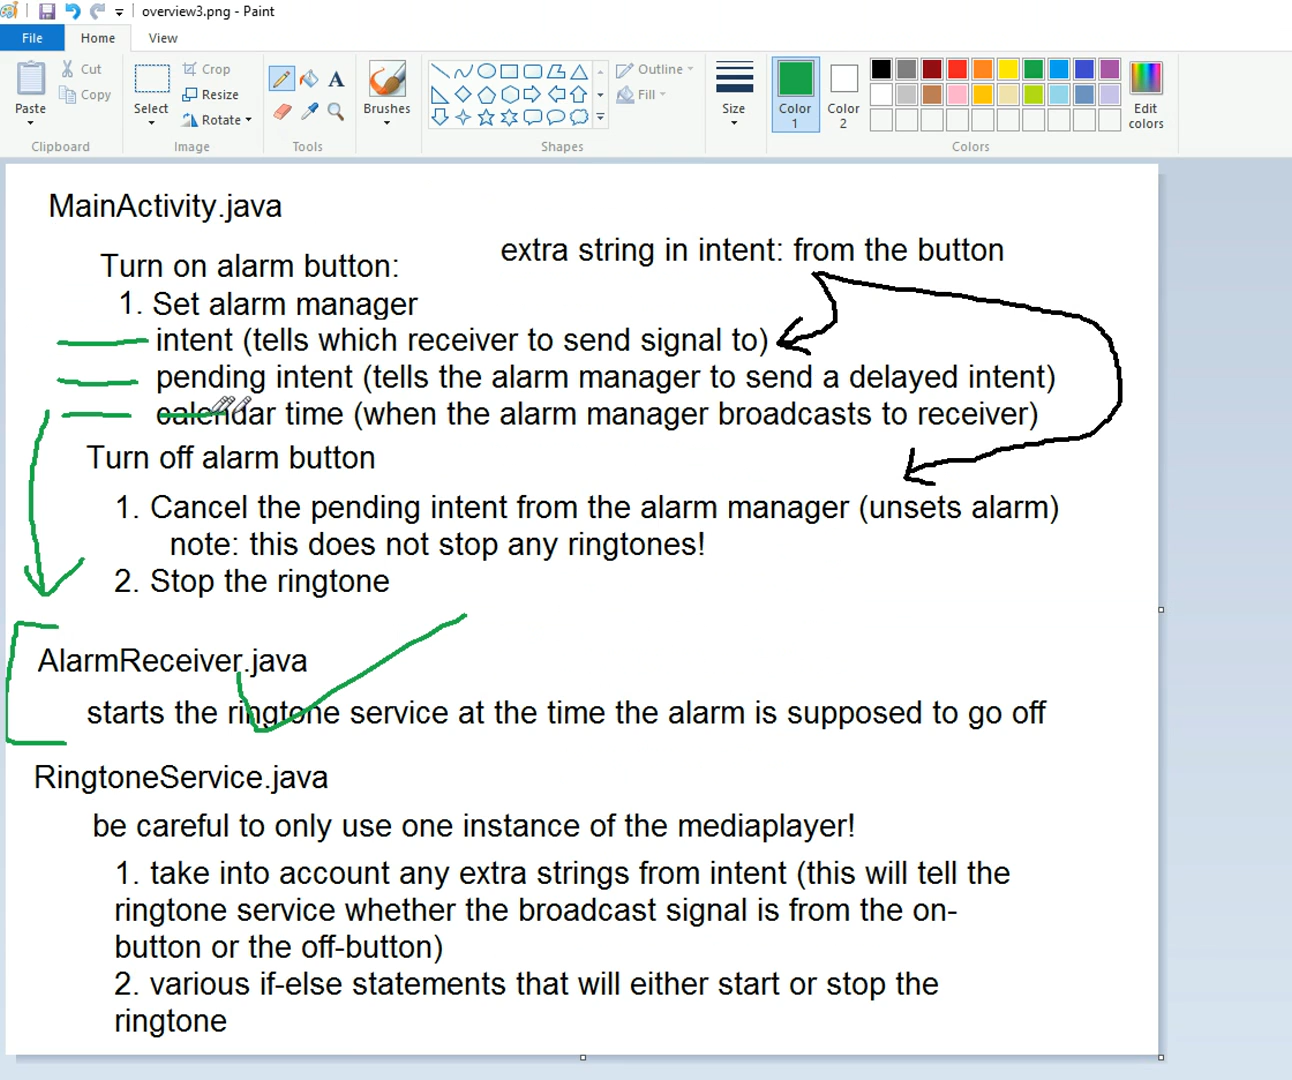 overview3.png - Paint
File Home View
Paste
Cut
Copy
Clipboard
Select
Crop
Resize
Rotate
Image
A
Tools
Brushes
Shapes
Outline
Fill
Size
Color 1
Color 2
Edit colors
Colors
MainActivity.java
extra string in intent: from the button
Turn on alarm button:
1. Set alarm manager
intent (tells which receiver to send signal to)
pending intent (tells the alarm manager to send a delayed intent)
calendar time (when the alarm manager broadcasts to receiver)
Turn off alarm button
1. Cancel the pending intent from the alarm manager (unsets alarm)
note: this does not stop any ringtones!
2. Stop the ringtone
AlarmReceiver.java
starts the ringtone service at the time the alarm is supposed to go off
RingtoneService.java
be careful to only use one instance of the mediaplayer!
1. take into account any extra strings from intent (this will tell the
ringtone service whether the broadcast signal is from the on-
button or the off-button)
2. various if-else statements that will either start or stop the
ringtone